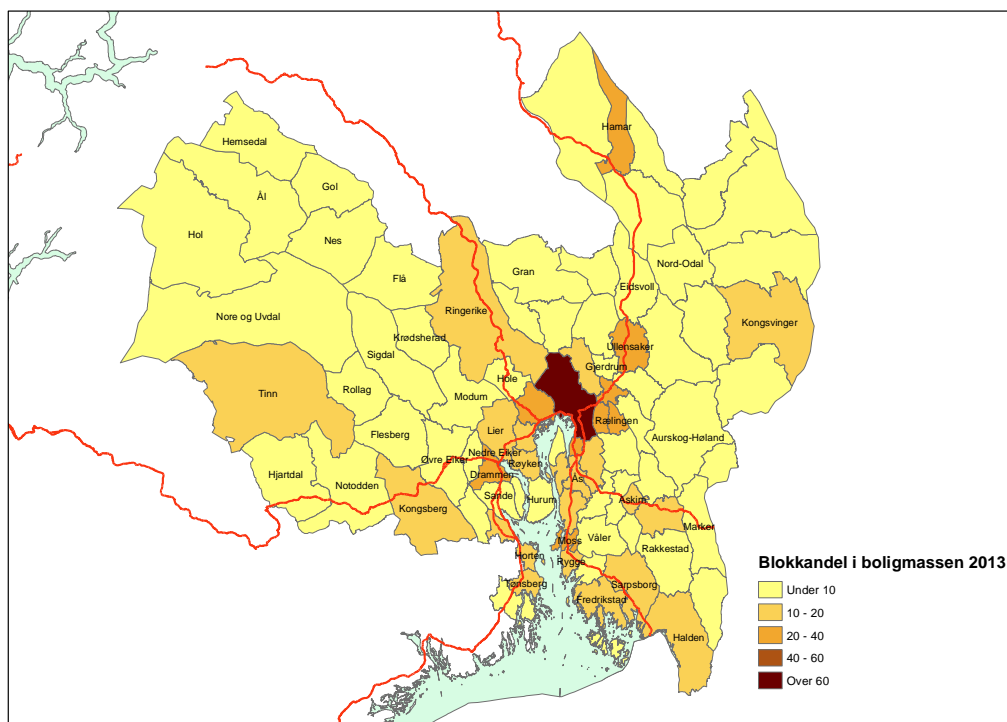 Hamar
Hemsedal
Ål
Gol
Hol
Nes
Flå
Gran
Nord-Odal
Eidsvoll
Kongsvinger
Ringerike
Nore og Uvdal
Krødsherad
Sigdal
Ullensaker
Gjerdrum
Hole
Tinn
Rollag
Modum
Lier
Rælingen
Flesberg
Aurskog-Høland
Øvre Eiker
Nedre Eiker
Røyken
Hjartdal
Notodden
Drammen
Ås
Kongsberg
Sande
Hurum
Askim
Marker
Moss
Våler
Rakkestad
Horten
Rygge
Tønsberg
Sarpsborg
Fredrikstad
Halden
Blokkandel i boligmassen 2013
Under 10
10 - 20
20 - 40
40 - 60
Over 60